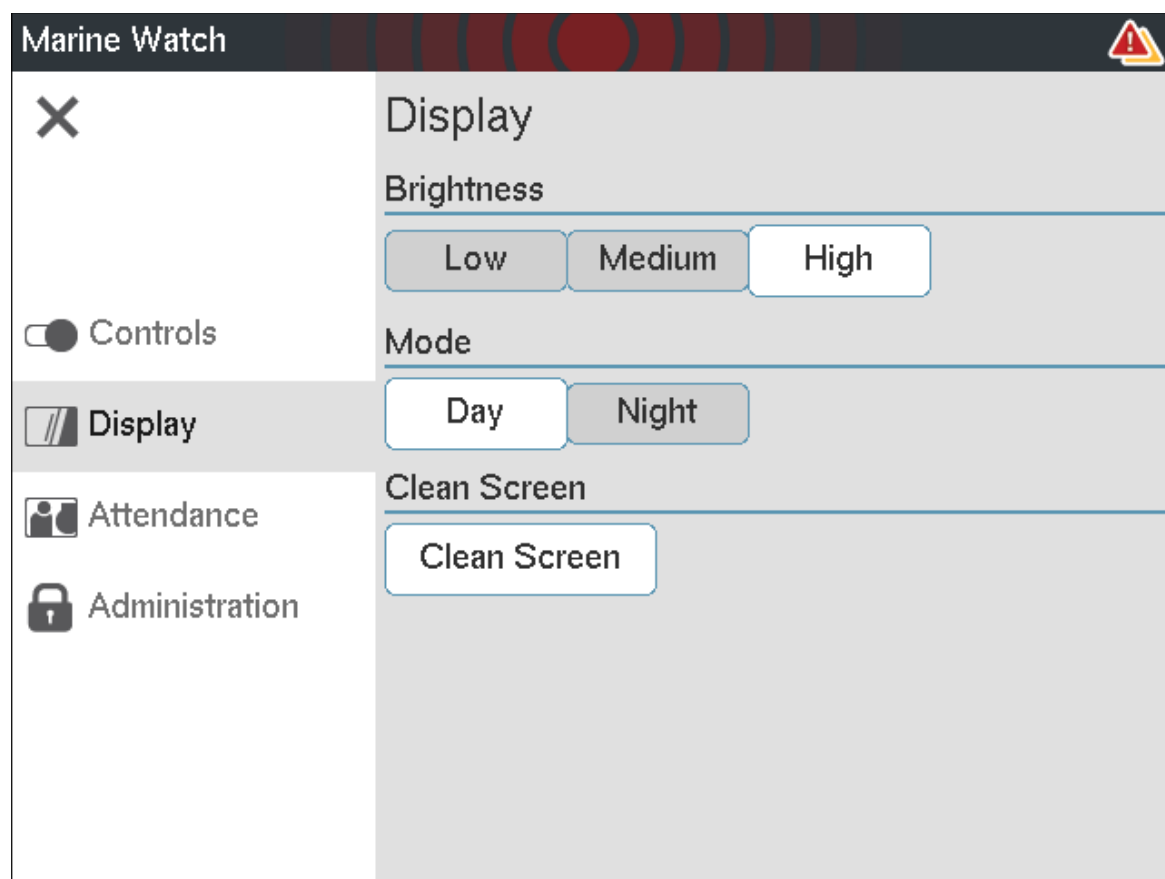 Marine Watch
Display
Brightness
Low Medium High
Controls
Mode
Day Night
Display
Clean Screen
Attendance
Clean Screen
Administration